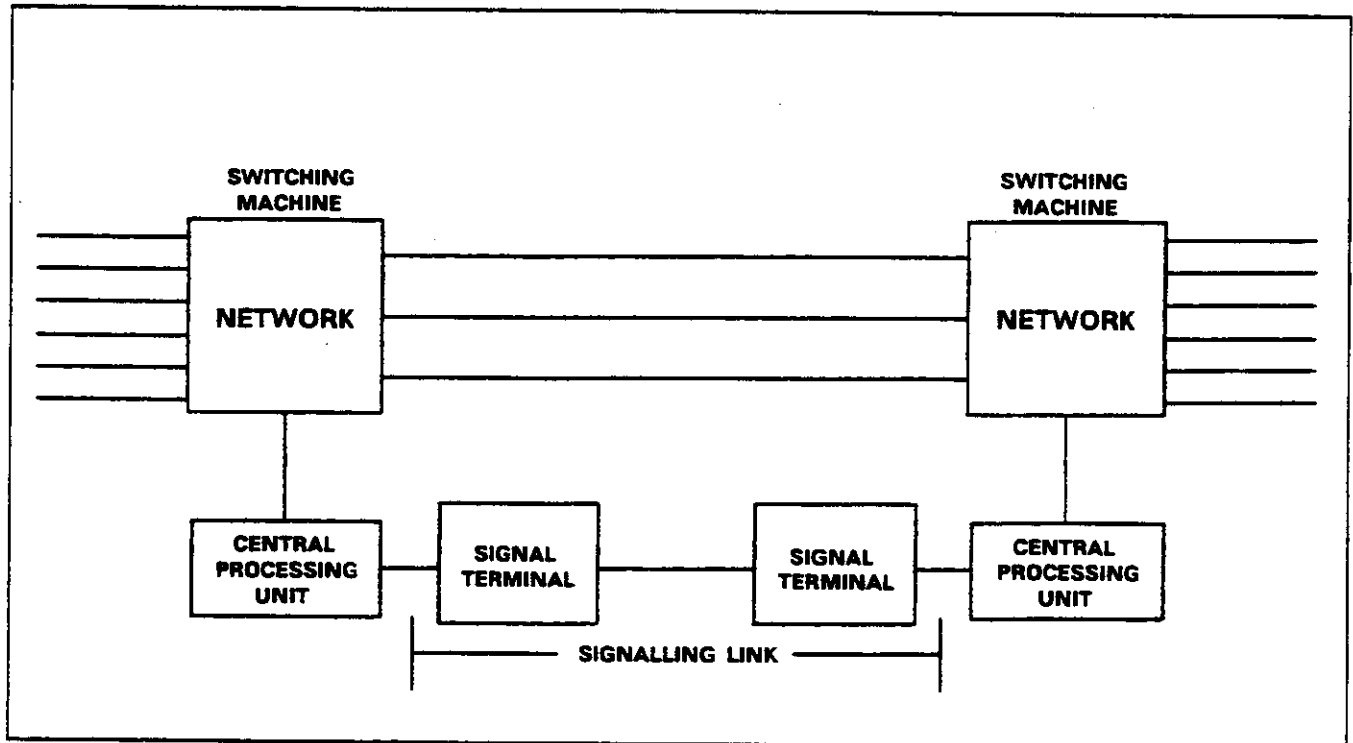 SWITCHING
MACHINE
SWITCHING
MACHINE
NETWORK
NETWORK
CENTRAL
PROCESSING
UNIT
SIGNAL
TERMINAL
SIGNAL
TERMINAL
CENTRAL
PROCESSING
UNIT
SIGNALLING LINK